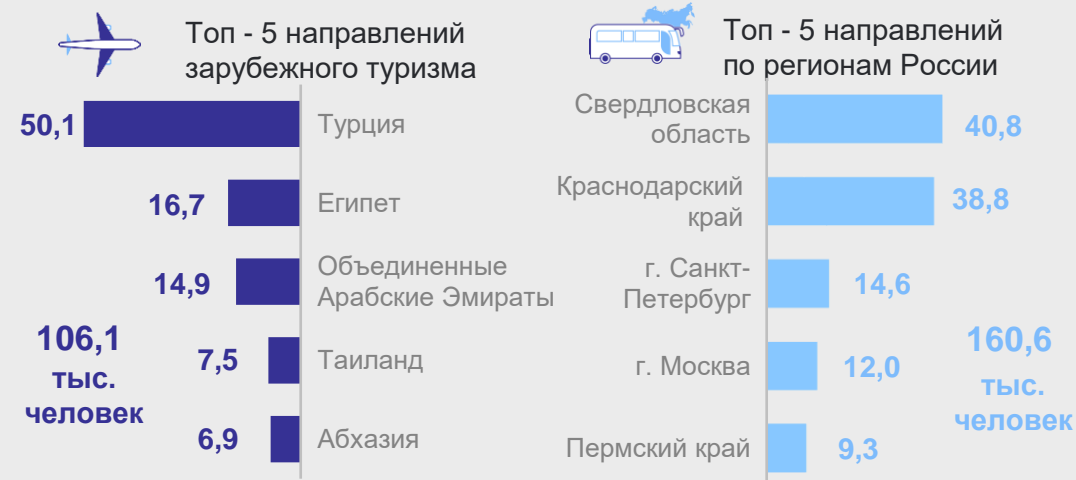 Топ - 5 направлений
зарубежного туризма
50,1
Турция
16,7
Египет
14,9
Объединенные
Арабские Эмираты
7,5
Таиланд
6,9
Абхазия
106,1
тыс.
человек
Топ - 5 направлений
по регионам России
Свердловская
область
40,8
Краснодарский
край
38,8
г. Санкт-
Петербург
14,6
г. Москва
12,0
Пермский край
9,3
160,6
тыс.
человек